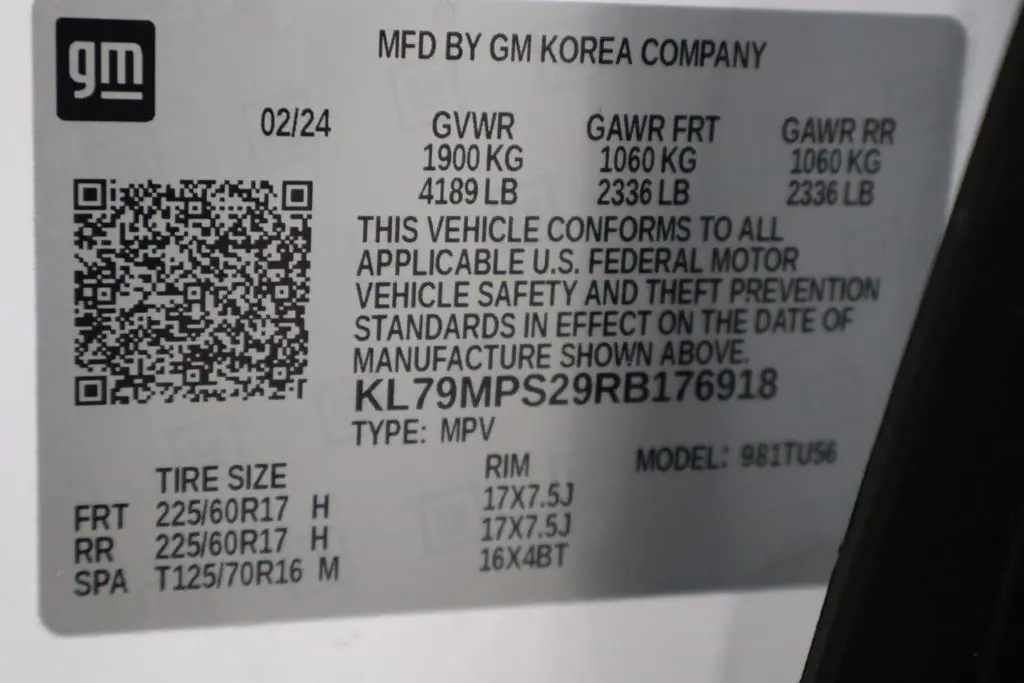 gm
MFD BY GM KOREA COMPANY
02/24 GVWR GAWR FRT GAWR RR
1900 KG 1060 KG 1060 KG
4189 LB 2336 LB 2336 LB
THIS VEHICLE CONFORMS TO ALL
APPLICABLE U.S. FEDERAL MOTOR
VEHICLE SAFETY AND THEFT PREVENTION
STANDARDS IN EFFECT ON THE DATE OF
MANUFACTURE SHOWN ABOVE.
KL79MPS29RB176918
TYPE: MPV
MODEL: 981TU56
TIRE SIZE RIM
FRT 225/60R17 H 17X7.5J
RR 225/60R17 H 17X7.5J
SPA T125/70R16 M 16X4BT